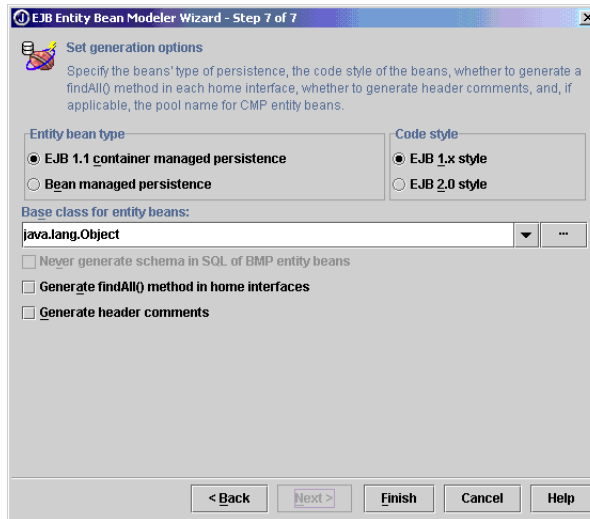 EJB Entity Bean Modeler Wizard - Step 7 of 7
Set generation options
Specify the beans' type of persistence, the code style of the beans, whether to generate a
findAll() method in each home interface, whether to generate header comments, and, if
applicable, the pool name for CMP entity beans.
Entity bean type
EJB 1.1 container managed persistence
Bean managed persistence
Code style
EJB 1.x style
EJB 2.0 style
Base class for entity beans:
java.lang.Object
...
Never generate schema in SQL of BMP entity beans
Generate findAll() method in home interfaces
Generate header comments
< Back
Next >
Finish
Cancel
Help